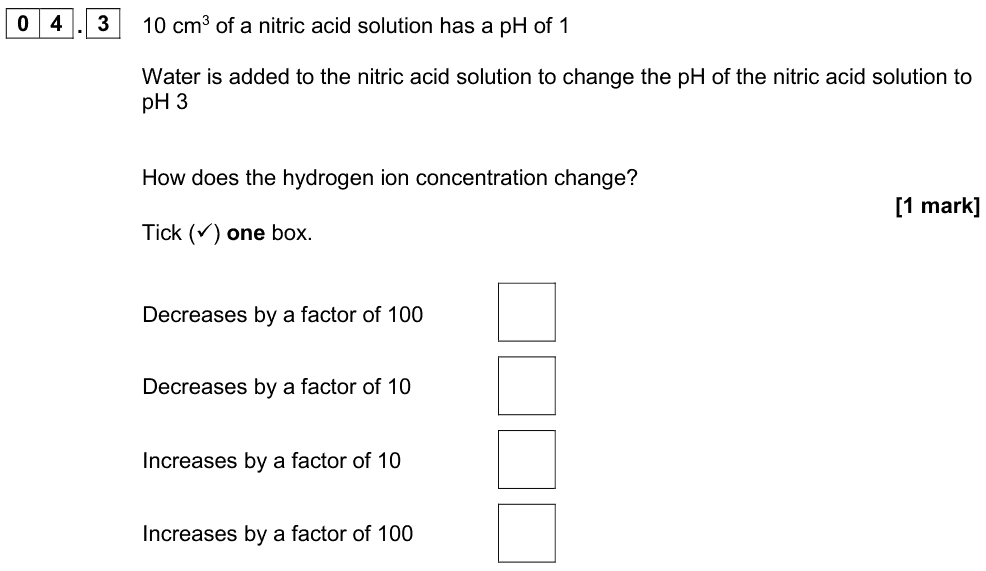 04.3 10 cm³ of a nitric acid solution has a pH of 1
Water is added to the nitric acid solution to change the pH of the nitric acid solution to
pH 3
How does the hydrogen ion concentration change?
[1 mark]
Tick (✓) one box.
Decreases by a factor of 100
Decreases by a factor of 10
Increases by a factor of 10
Increases by a factor of 100